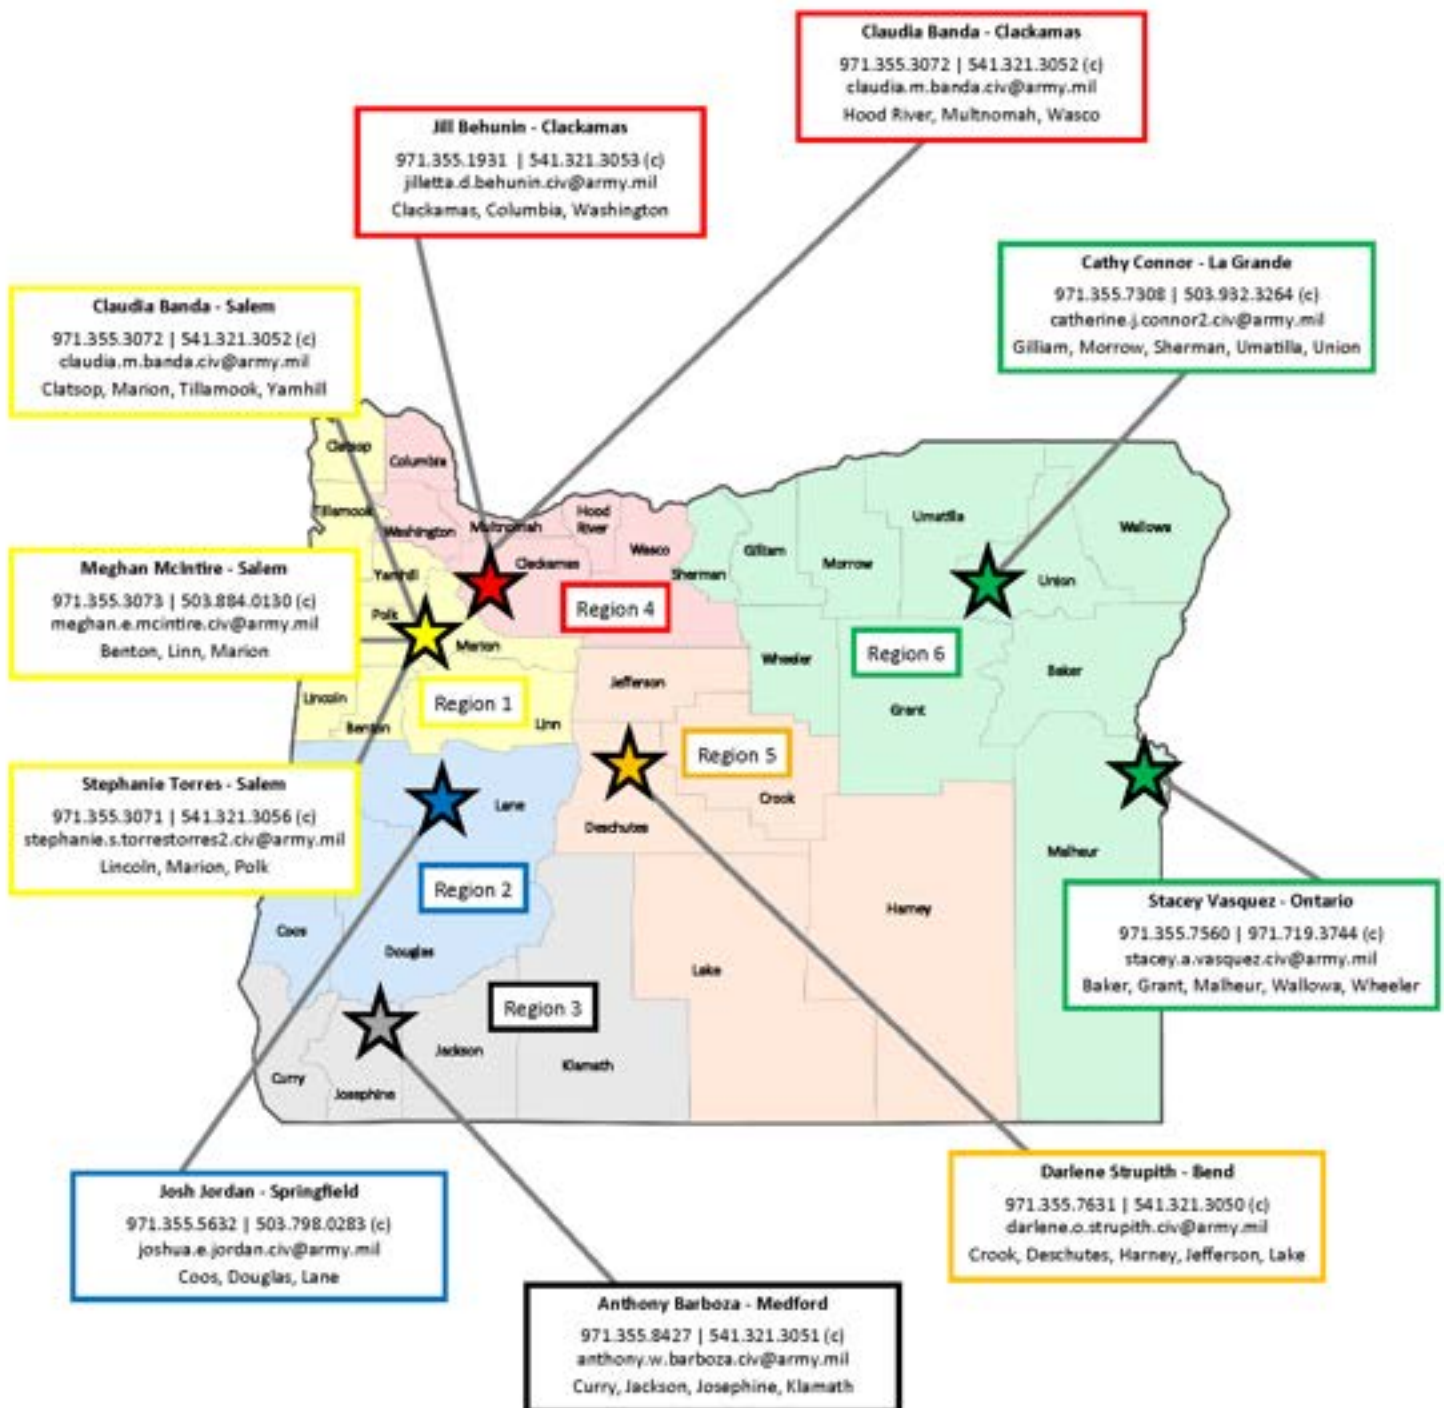 Claudia Banda - Clackamas
971.355.3072 | 541.321.3052 (c)
claudia.m.banda.civ@army.mil
Hood River, Multnomah, Wasco
Jill Behunin - Clackamas
971.355.1931 | 541.321.3053 (c)
jilletta.d.behunin.civ@army.mil
Clackamas, Columbia, Washington
Cathy Connor - La Grande
971.355.7308 | 503.932.3264 (c)
catherine.j.connor2.civ@army.mil
Gilliam, Morrow, Sherman, Umatilla, Union
Claudia Banda - Salem
971.355.3072 | 541.321.3052 (c)
claudia.m.banda.civ@army.mil
Clatsop, Marion, Tillamook, Yamhill
Meghan McIntire - Salem
971.355.3073 | 503.884.0130 (c)
meghan.e.mcintire.civ@army.mil
Benton, Linn, Marion
Stephanie Torres - Salem
971.355.3071 | 541.321.3056 (c)
stephanie.s.torrestorres2.civ@army.mil
Lincoln, Marion, Polk
Clatsop
Columbia
Tillamook
Washington
Multnomah
Hood
River
Wasco
Clackamas
Yamhill
Polk
Marion
Lincoln
Benton
Linn
Sherman
Gilliam
Morrow
Umatilla
Wallowa
Union
Baker
Wheeler
Grant
Jefferson
Crook
Deschutes
Lane
Coos
Douglas
Curry
Josephine
Jackson
Klamath
Lake
Harney
Malheur
Region 4
Region 6
Region 1
Region 5
Region 2
Region 3
Stacey Vasquez - Ontario
971.355.7560 | 971.719.3744 (c)
stacey.a.vasquez.civ@army.mil
Baker, Grant, Malheur, Wallowa, Wheeler
Josh Jordan - Springfield
971.355.5632 | 503.798.0283 (c)
joshua.e.jordan.civ@army.mil
Coos, Douglas, Lane
Darlene Strupith - Bend
971.355.7631 | 541.321.3050 (c)
darlene.o.strupith.civ@army.mil
Crook, Deschutes, Harney, Jefferson, Lake
Anthony Barboza - Medford
971.355.8427 | 541.321.3051 (c)
anthony.w.barboza.civ@army.mil
Curry, Jackson, Josephine, Klamath